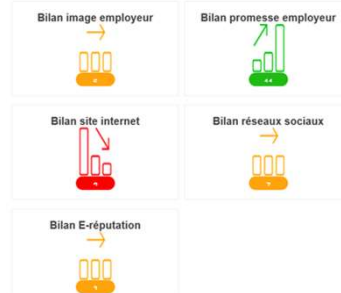 Bilan image employeur
Bilan promesse employeur
Bilan site internet
Bilan réseaux sociaux
Bilan E-réputation